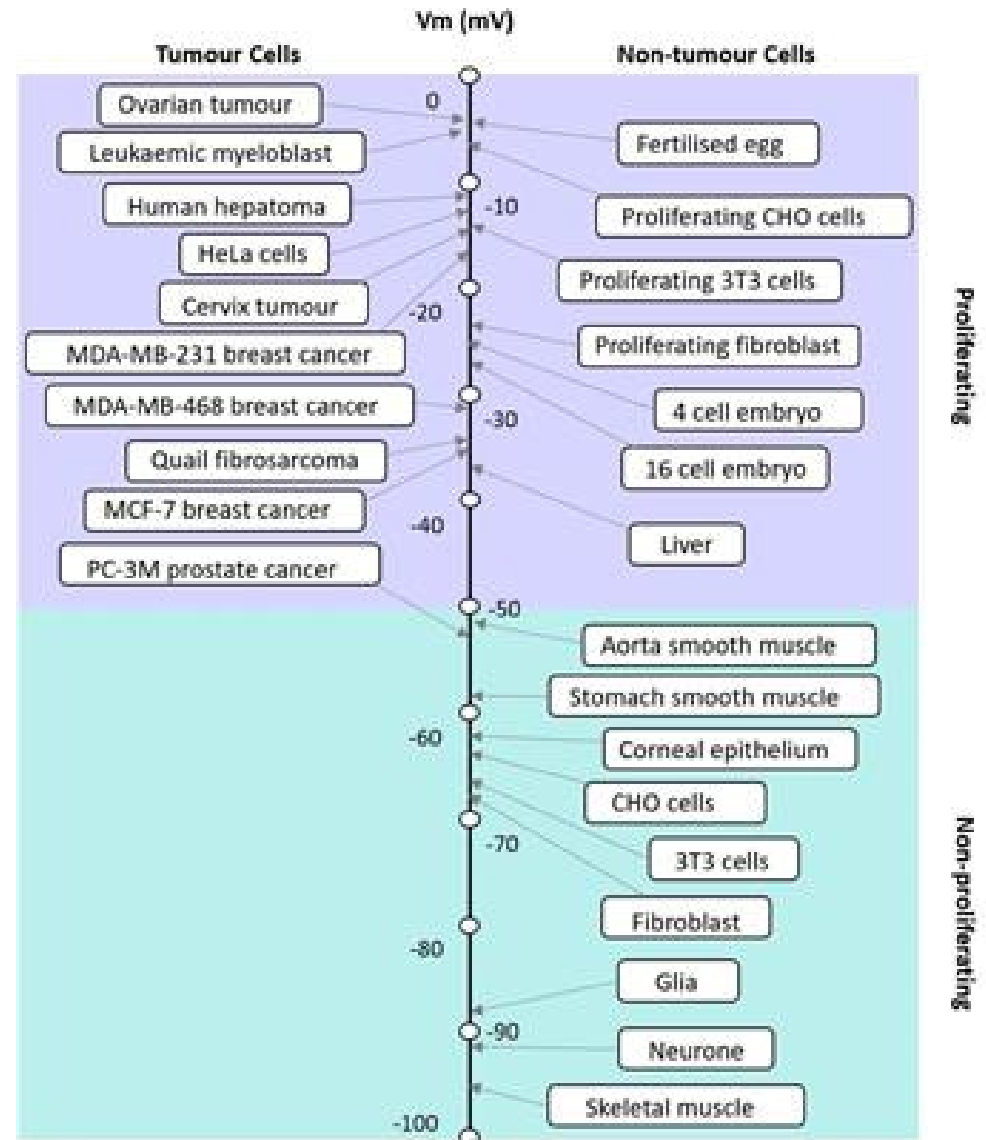 Vm (mV)
Tumour Cells
Non-tumour Cells
0
Ovarian tumour
Fertilised egg
Leukaemic myeloblast
Human hepatoma
-10
Proliferating CHO cells
HeLa cells
Proliferating 3T3 cells
Cervix tumour
-20
MDA-MB-231 breast cancer
Proliferating fibroblast
MDA-MB-468 breast cancer
-30
4 cell embryo
Quail fibrosarcoma
16 cell embryo
MCF-7 breast cancer
-40
Liver
PC-3M prostate cancer
Proliferating
-50
Aorta smooth muscle
Stomach smooth muscle
-60
Corneal epithelium
CHO cells
-70
3T3 cells
Fibroblast
-80
Glia
-90
Neurone
Skeletal muscle
-100
Non-proliferating